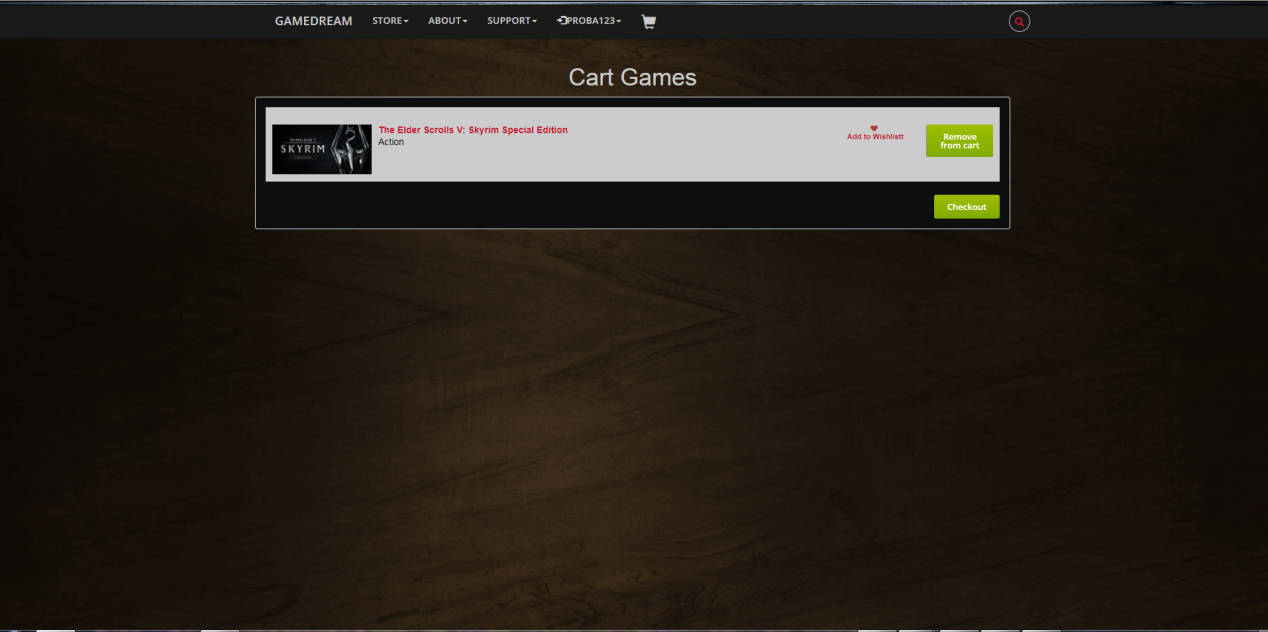 GAMEDREAM STORE ABOUT SUPPORT PROBA123
Cart Games
The Elder Scrolls V: Skyrim Special Edition
Action
SKYRIM
Add to Wishlistt
Remove
from cart
Checkout